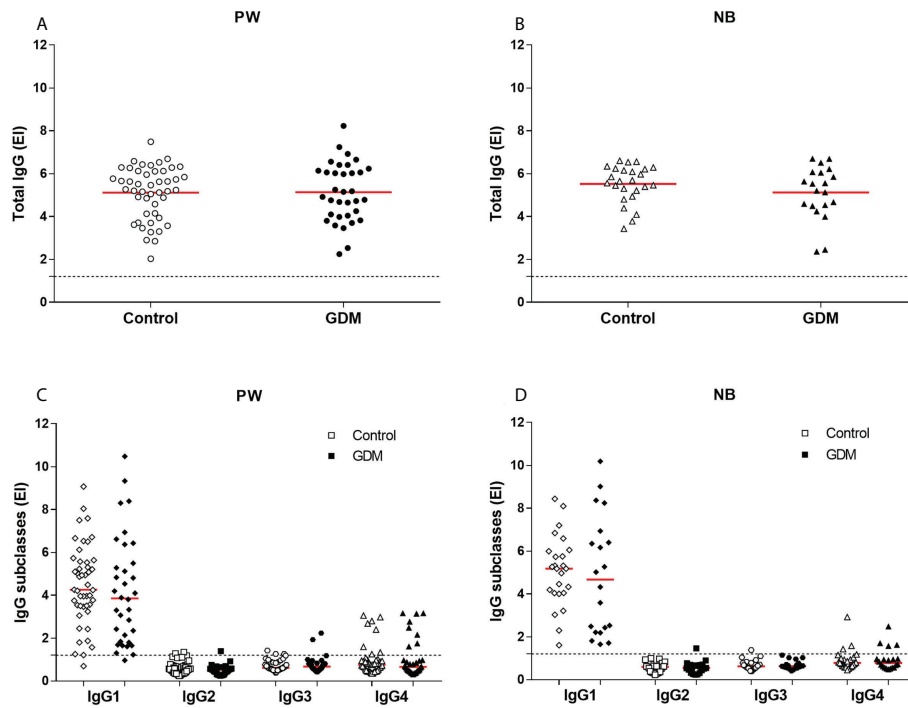 A
PW
Total IgG (EI)
12
10
8
6
4
2
0
Control
GDM
B
NB
Total IgG (EI)
12
10
8
6
4
2
0
Control
GDM
C
PW
IgG subclasses (EI)
12
10
8
6
4
2
0
Control
GDM
IgG1
IgG2
IgG3
IgG4
D
NB
IgG subclasses (EI)
12
10
8
6
4
2
0
Control
GDM
IgG1
IgG2
IgG3
IgG4